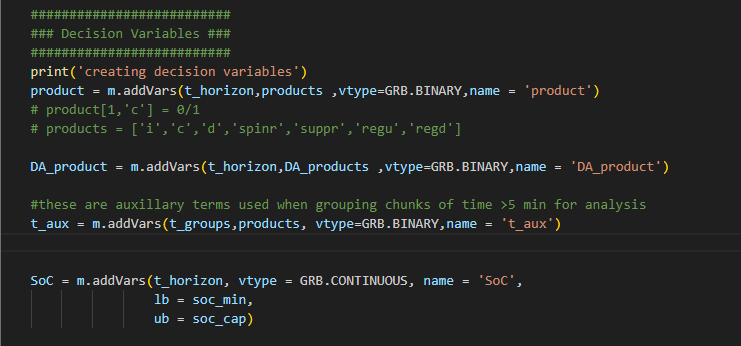 ##########################
### Decision Variables ###
##########################
print('creating decision variables')
product = m.addVars(t_horizon,products ,vtype=GRB.BINARY,name = 'product')
# product[1,'c'] = 0/1
# products = ['i','c','d','spinr','suppr','regu','regd']
DA_product = m.addVars(t_horizon,DA_products ,vtype=GRB.BINARY,name = 'DA_product')
#these are auxillary terms used when grouping chunks of time >5 min for analysis
t_aux = m.addVars(t_groups,products, vtype=GRB.BINARY,name = 't_aux')
SoC = m.addVars(t_horizon, vtype = GRB.CONTINUOUS, name = 'SoC',
lb = soc_min,
ub = soc_cap)